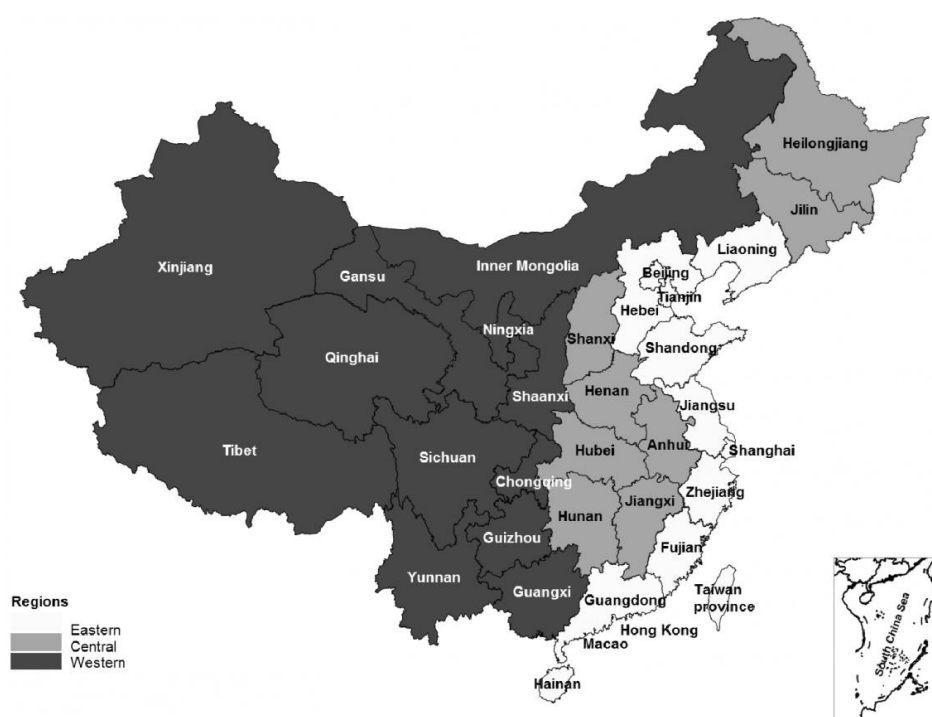 Heilongjiang
Jilin
Liaoning
Xinjiang
Gansu
Inner Mongolia
Beijing
Tianjin
Hebei
Ningxia
Shanxi
Shandong
Qinghai
Henan
Shaanxi
Jiangsu
Tibet
Sichuan
Hubei
Anhui
Shanghai
Chongqing
Zhejiang
Hunan
Jiangxi
Guizhou
Fujian
Yunnan
Guangxi
Guangdong
Taiwan
province
Hong Kong
Macao
Hainan
Regions
Eastern
Central
Western
South China Sea